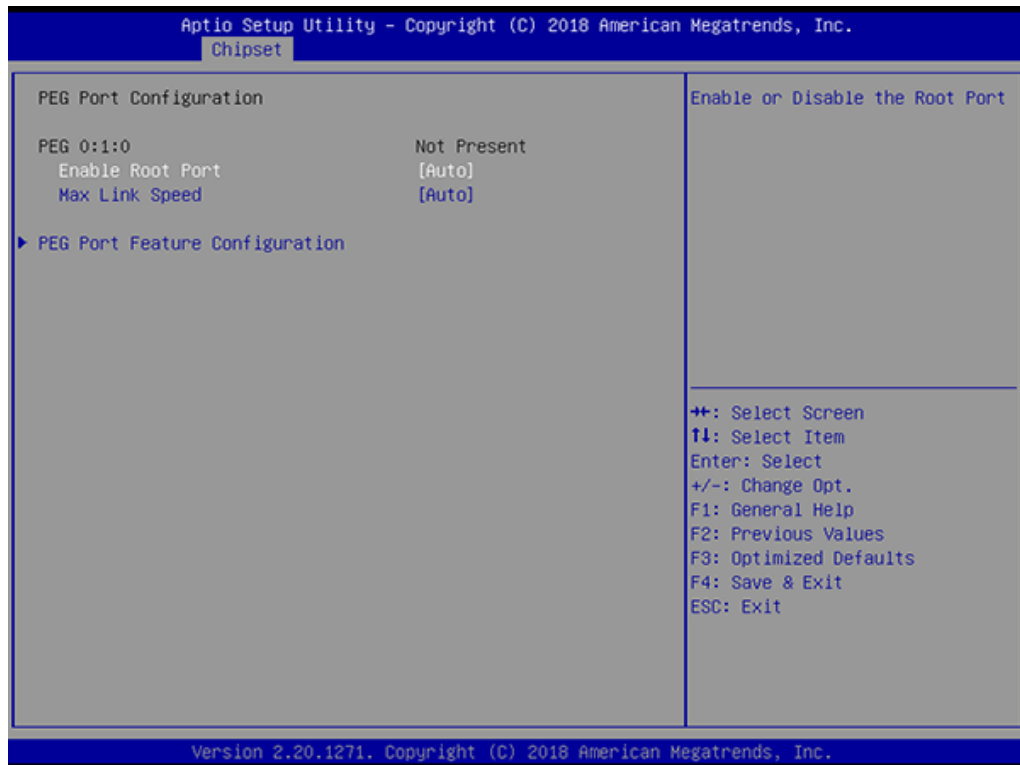 Aptio Setup Utility – Copyright (C) 2018 American Megatrends, Inc.
Chipset
PEG Port Configuration
PEG 0:1:0 Not Present
Enable Root Port [Auto]
Max Link Speed [Auto]
PEG Port Feature Configuration
Enable or Disable the Root Port
→←: Select Screen
↑↓: Select Item
Enter: Select
+/-: Change Opt.
F1: General Help
F2: Previous Values
F3: Optimized Defaults
F4: Save & Exit
ESC: Exit
Version 2.20.1271. Copyright (C) 2018 American Megatrends, Inc.